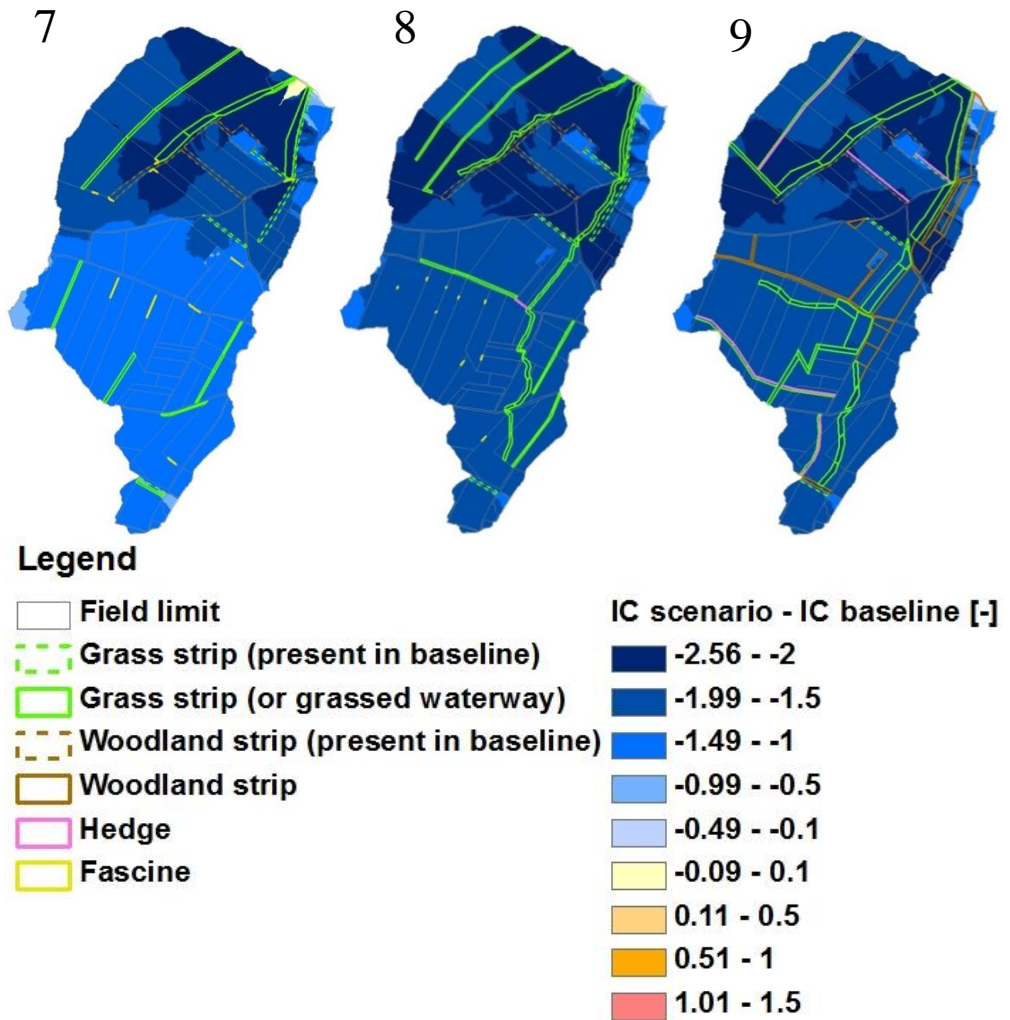 7
8
9
Legend
Field limit
Grass strip (present in baseline)
Grass strip (or grassed waterway)
Woodland strip (present in baseline)
Woodland strip
Hedge
Fascine
IC scenario - IC baseline [-]
-2.56 - -2
-1.99 - -1.5
-1.49 - -1
-0.99 - -0.5
-0.49 - -0.1
-0.09 - 0.1
0.11 - 0.5
0.51 - 1
1.01 - 1.5